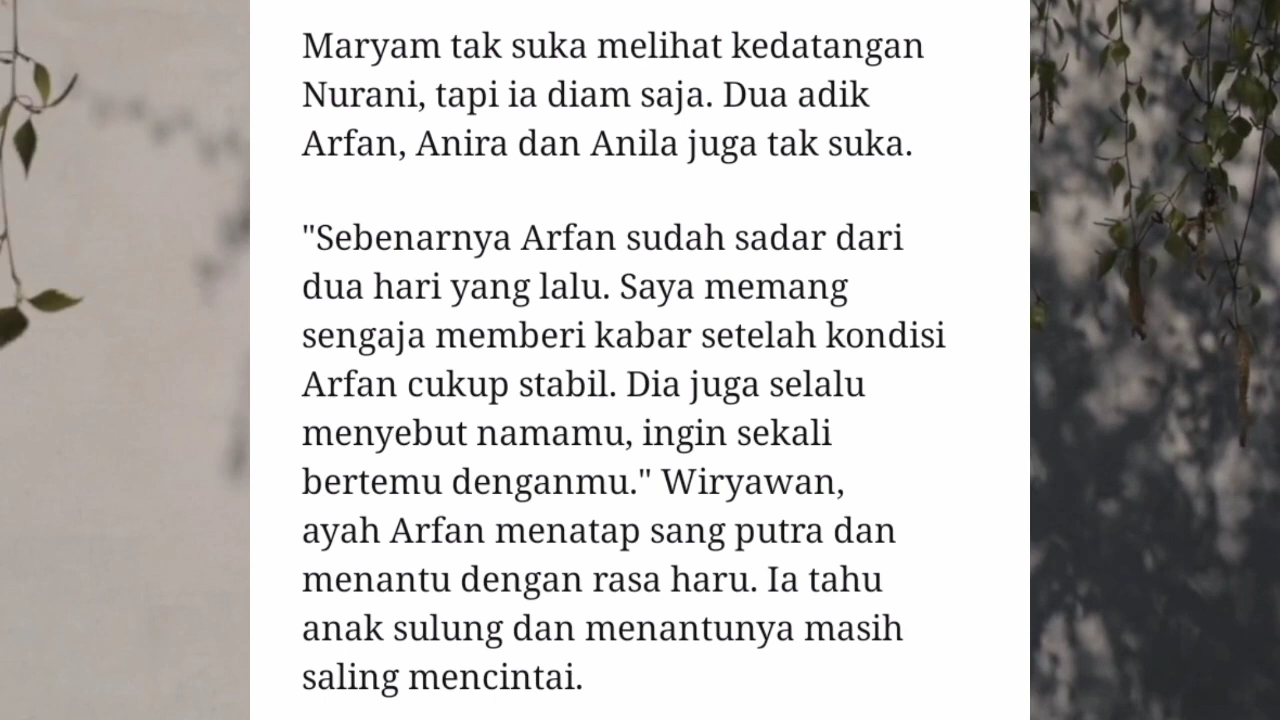 Maryam tak suka melihat kedatangan
Nurani, tapi ia diam saja. Dua adik
Arfan, Anira dan Anila juga tak suka.
"Sebenarnya Arfan sudah sadar dari
dua hari yang lalu. Saya memang
sengaja memberi kabar setelah kondisi
Arfan cukup stabil. Dia juga selalu
menyebut namamu, ingin sekali
bertemu denganmu." Wiryawan,
ayah Arfan menatap sang putra dan
menantu dengan rasa haru. Ia tahu
anak sulung dan menantunya masih
saling mencintai.